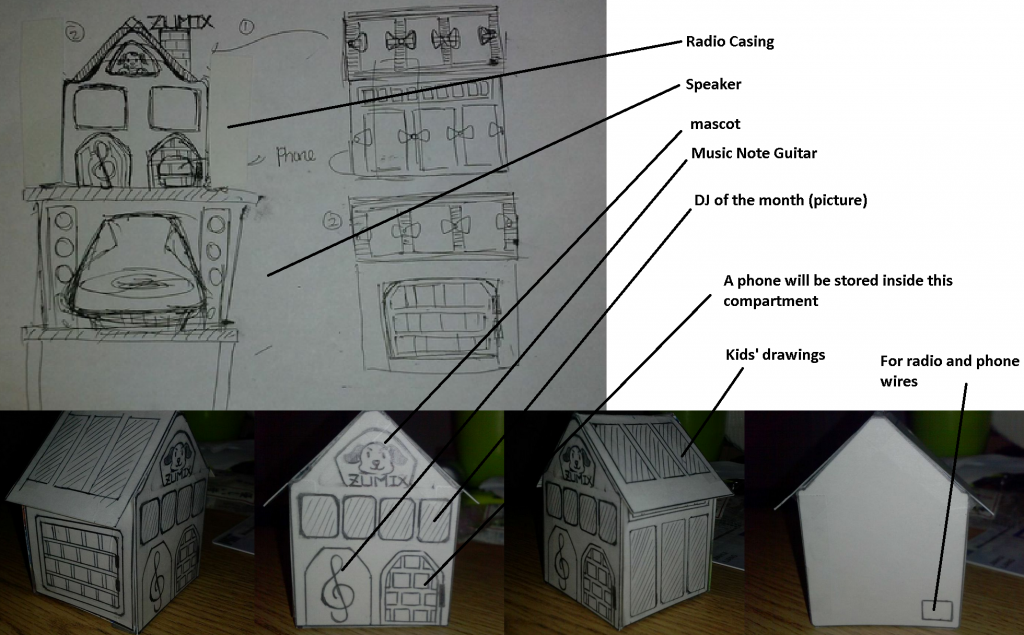 ② ZUMIX ①
Radio Casing
Speaker
mascot
Music Note Guitar
Phone
DJ of the month (picture)
②
A phone will be stored inside this
compartment
Kids' drawings
For radio and phone
wires
ZUMIX
ZUMIX
ZUMIX